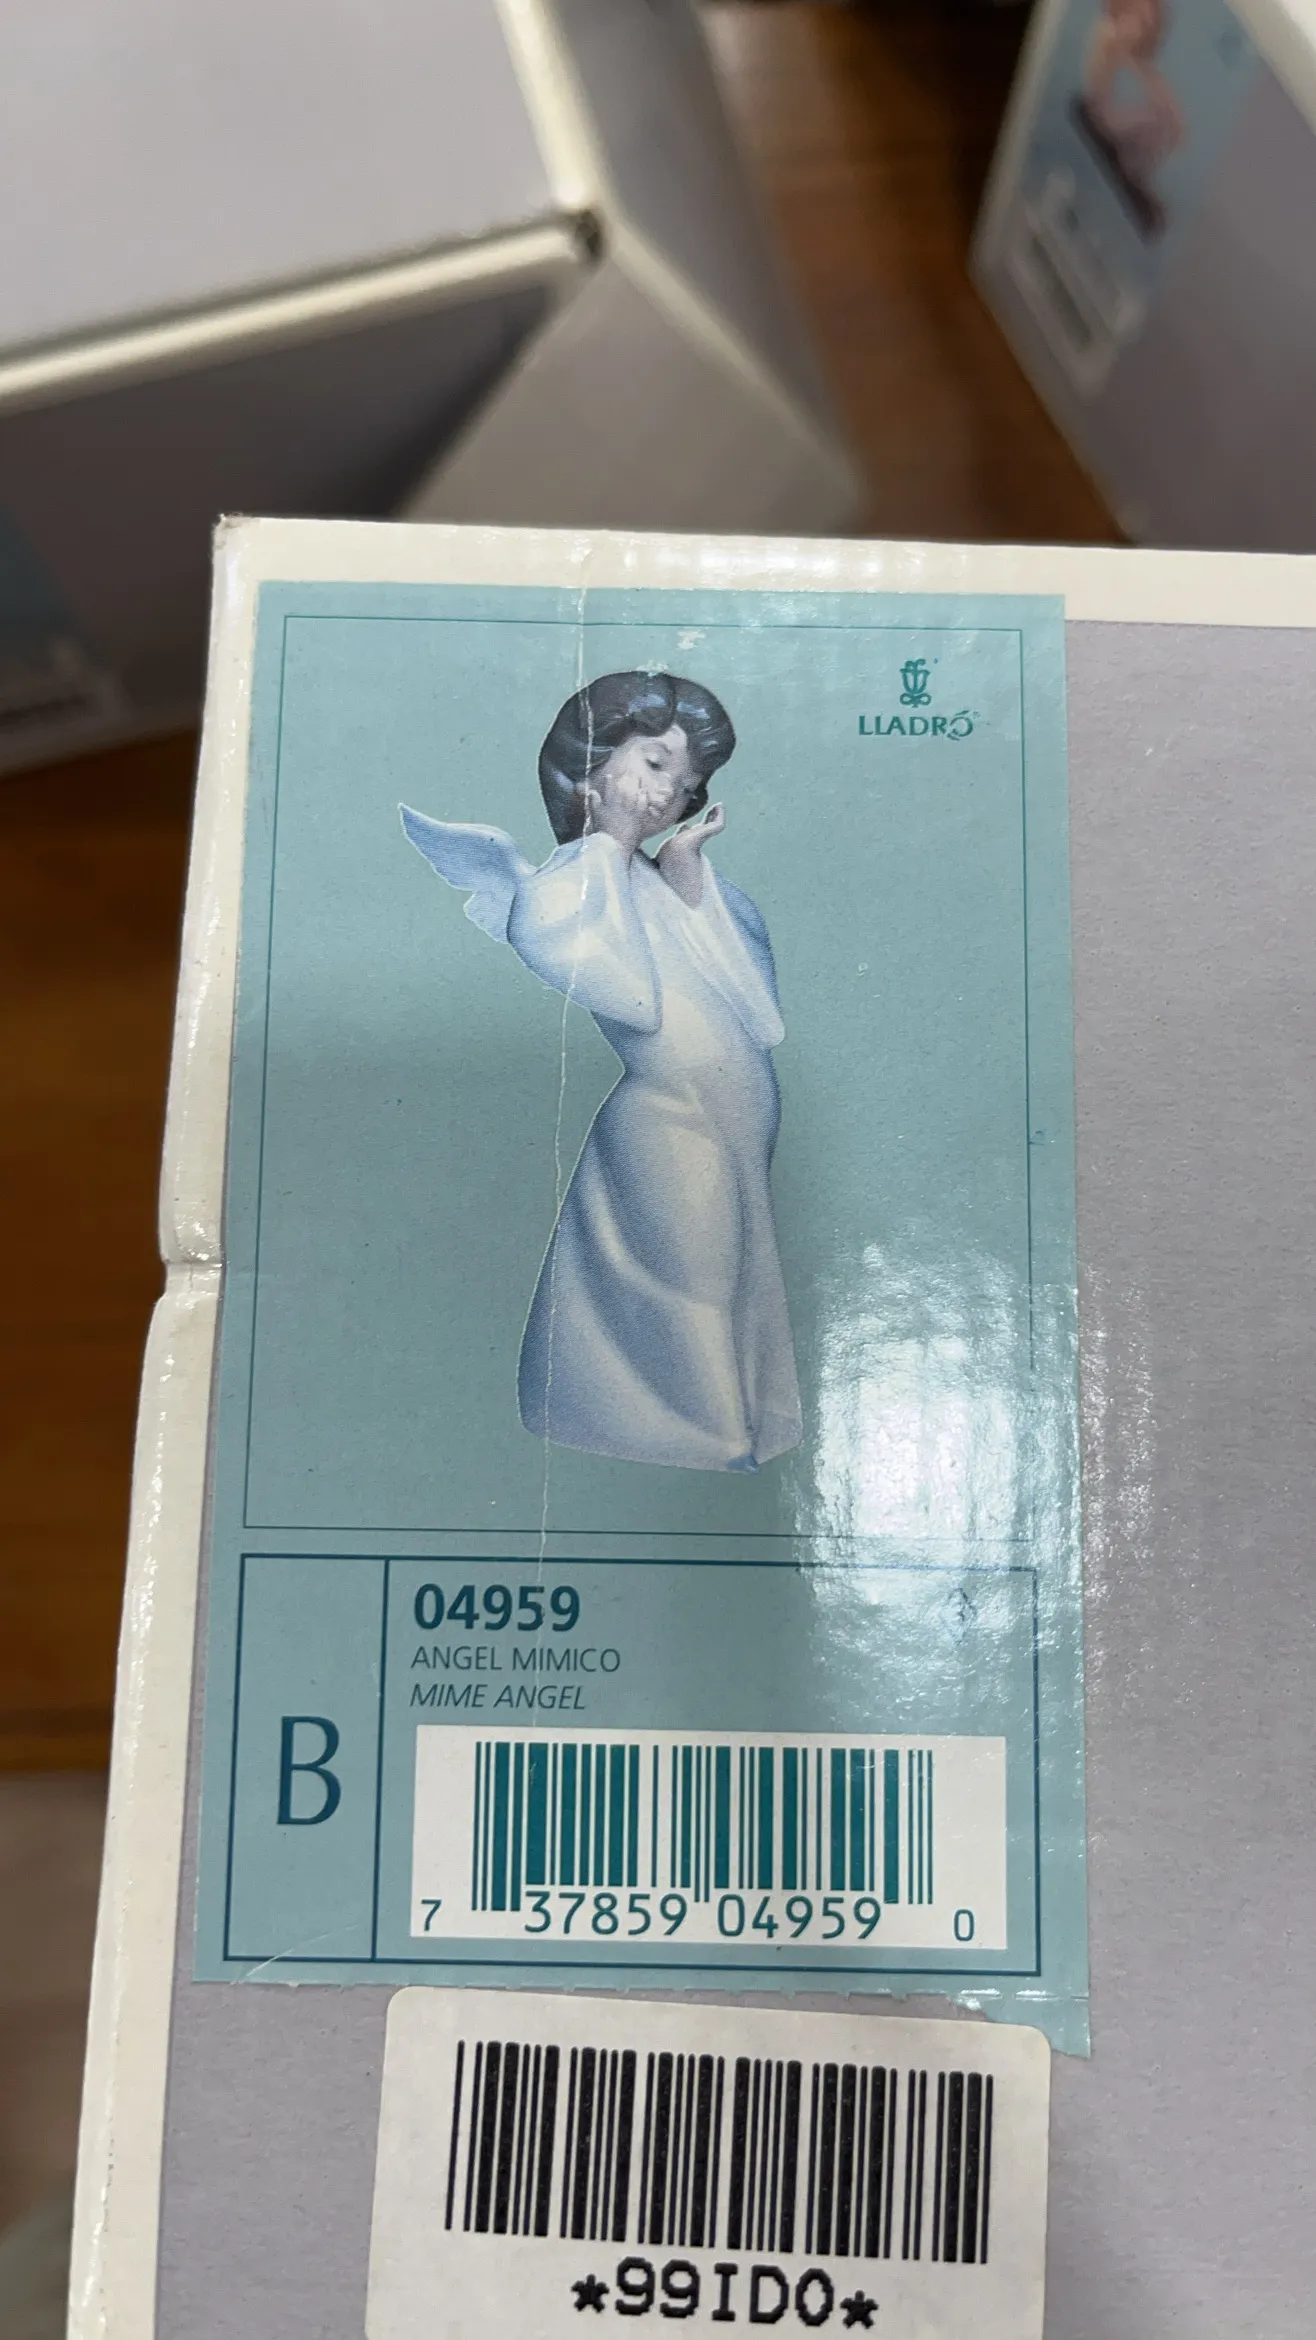 LLADRÓ
04959
ANGEL MIMICO
MIME ANGEL
B
7 37859 04959 0
*99ID0*